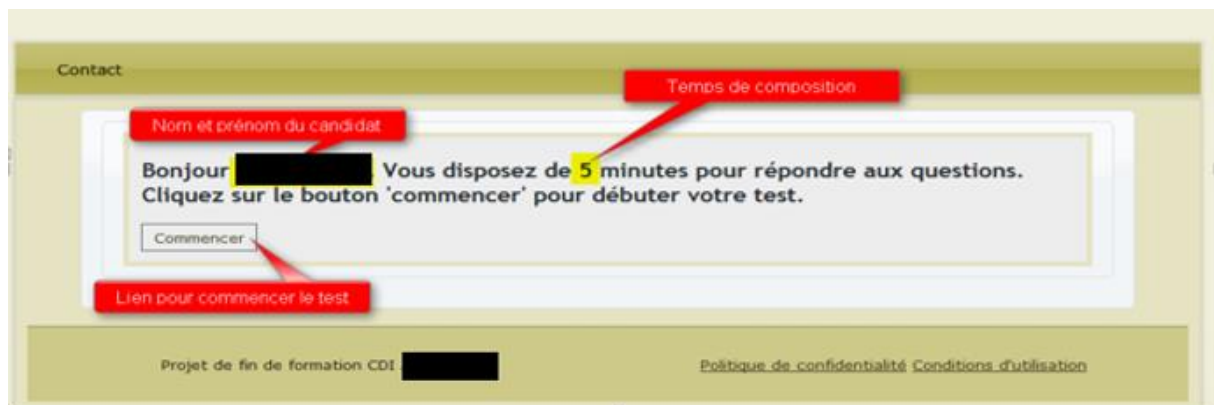 Contact
Temps de composition
Nom et prénom du candidat
Bonjour . Vous disposez de 5 minutes pour répondre aux questions.
Cliquez sur le bouton 'commencer' pour débuter votre test.
Commencer
Lien pour commencer le test
Projet de fin de formation CDI
Politique de confidentialité Conditions d'utilisation